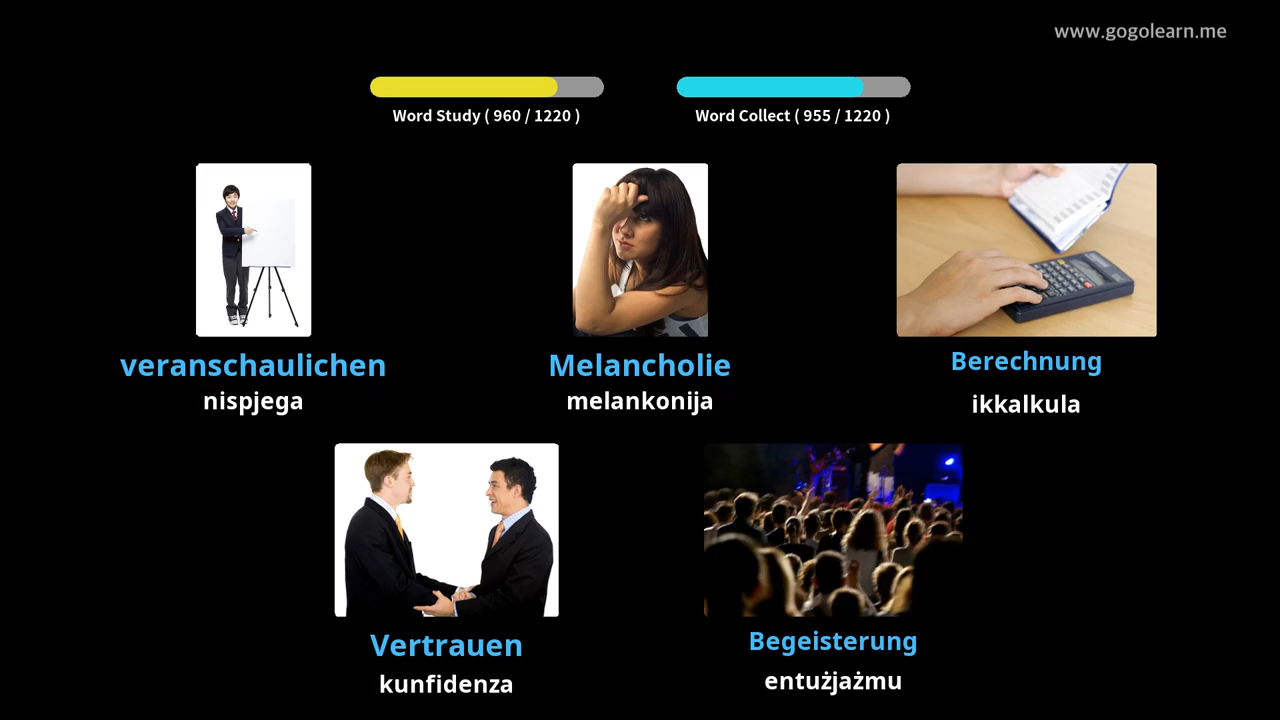 www.gogolearn.me
Word Study ( 960 / 1220 )
Word Collect ( 955 / 1220 )
veranschaulichen
nispjega
Melancholie
melankonija
Berechnung
ikkalkula
Vertrauen
kunfidenza
Begeisterung
entużjażmu